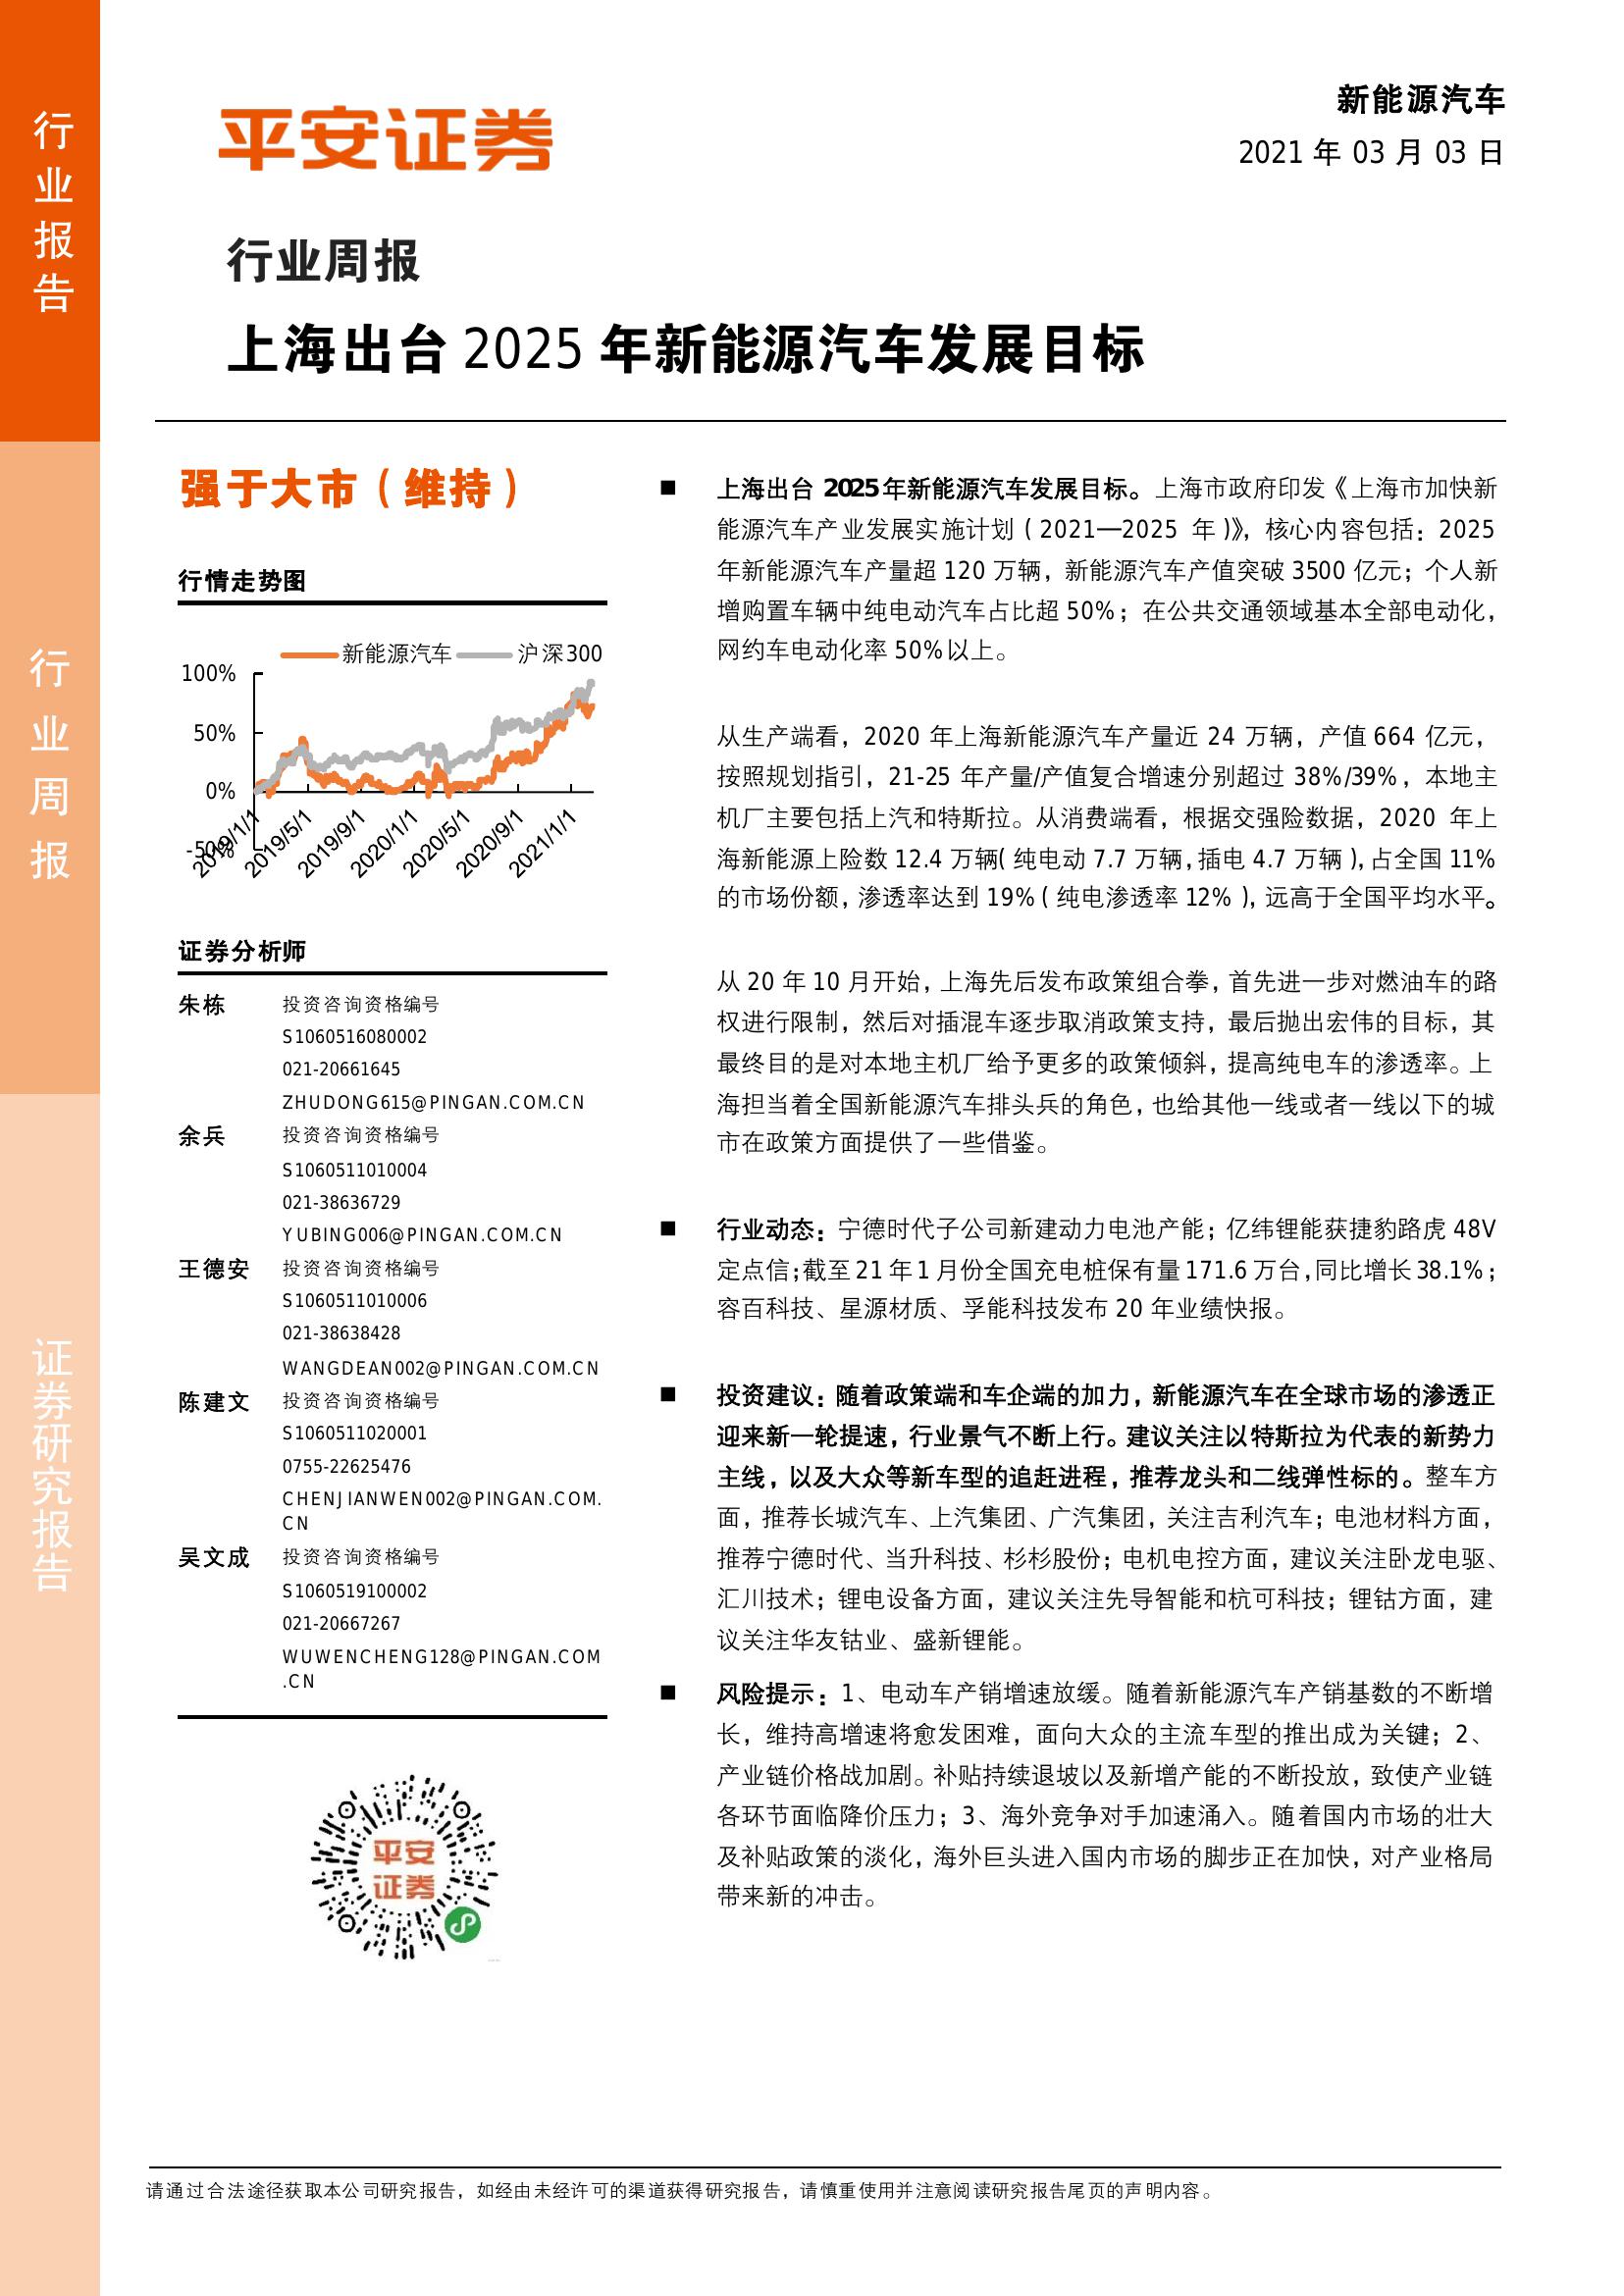 行业报告
行业周报
证券研究报告
平安证券
新能源汽车
2021 年 03 月 03 日
行业周报
上海出台 2025 年新能源汽车发展目标
强于大市（维持）
行情走势图
新能源汽车 沪深300
100%
50%
0%
-50%
2019/1/1 2019/5/1 2019/9/1 2020/1/1 2020/5/1 2020/9/1 2021/1/1
证券分析师
朱栋 投资咨询资格编号
S1060516080002
021-20661645
ZHUDONG615@PINGAN.COM.CN
余兵 投资咨询资格编号
S1060511010004
021-38636729
YUBING006@PINGAN.COM.CN
王德安 投资咨询资格编号
S1060511010006
021-38638428
WANGDEAN002@PINGAN.COM.CN
陈建文 投资咨询资格编号
S1060511020001
0755-22625476
CHENJIANWEN002@PINGAN.COM.
CN
吴文成 投资咨询资格编号
S1060519100002
021-20667267
WUWENCHENG128@PINGAN.COM
.CN
平安
证券
■ 上海出台 2025 年新能源汽车发展目标。上海市政府印发《上海市加快新
能源汽车产业发展实施计划（2021—2025 年）》，核心内容包括：2025
年新能源汽车产量超 120 万辆，新能源汽车产值突破 3500 亿元；个人新
增购置车辆中纯电动汽车占比超 50%；在公共交通领域基本全部电动化，
网约车电动化率 50%以上。
从生产端看，2020 年上海新能源汽车产量近 24 万辆，产值 664 亿元，
按照规划指引，21-25 年产量/产值复合增速分别超过 38%/39%，本地主
机厂主要包括上汽和特斯拉。从消费端看，根据交强险数据，2020 年上
海新能源上险数 12.4 万辆（纯电动 7.7 万辆，插电 4.7 万辆），占全国 11%
的市场份额，渗透率达到 19%（纯电渗透率 12%），远高于全国平均水平。
从 20 年 10 月开始，上海先后发布政策组合拳，首先进一步对燃油车的路
权进行限制，然后对插混车逐步取消政策支持，最后抛出宏伟的目标，其
最终目的是对本地主机厂给予更多的政策倾斜，提高纯电车的渗透率。上
海担当着全国新能源汽车排头兵的角色，也给其他一线或者一线以下的城
市在政策方面提供了一些借鉴。
■ 行业动态：宁德时代子公司新建动力电池产能；亿纬锂能获捷豹路虎 48V
定点信；截至 21 年 1 月份全国充电桩保有量 171.6 万台，同比增长 38.1%；
容百科技、星源材质、孚能科技发布 20 年业绩快报。
■ 投资建议：随着政策端和车企端的加力，新能源汽车在全球市场的渗透正
迎来新一轮提速，行业景气不断上行。建议关注以特斯拉为代表的新势力
主线，以及大众等新车型的追赶进程，推荐龙头和二线弹性标的。整车方
面，推荐长城汽车、上汽集团、广汽集团，关注吉利汽车；电池材料方面，
推荐宁德时代、当升科技、杉杉股份；电机电控方面，建议关注卧龙电驱、
汇川技术；锂电设备方面，建议关注先导智能和杭可科技；锂钴方面，建
议关注华友钴业、盛新锂能。
■ 风险提示：1、电动车产销增速放缓。随着新能源汽车产销基数的不断增
长，维持高增速将愈发困难，面向大众的主流车型的推出成为关键；2、
产业链价格战加剧。补贴持续退坡以及新增产能的不断投放，致使产业链
各环节面临降价压力；3、海外竞争对手加速涌入。随着国内市场的壮大
及补贴政策的淡化，海外巨头进入国内市场的脚步正在加快，对产业格局
带来新的冲击。
请通过合法途径获取本公司研究报告，如经由未经许可的渠道获得研究报告，请慎重使用并注意阅读研究报告尾页的声明内容。